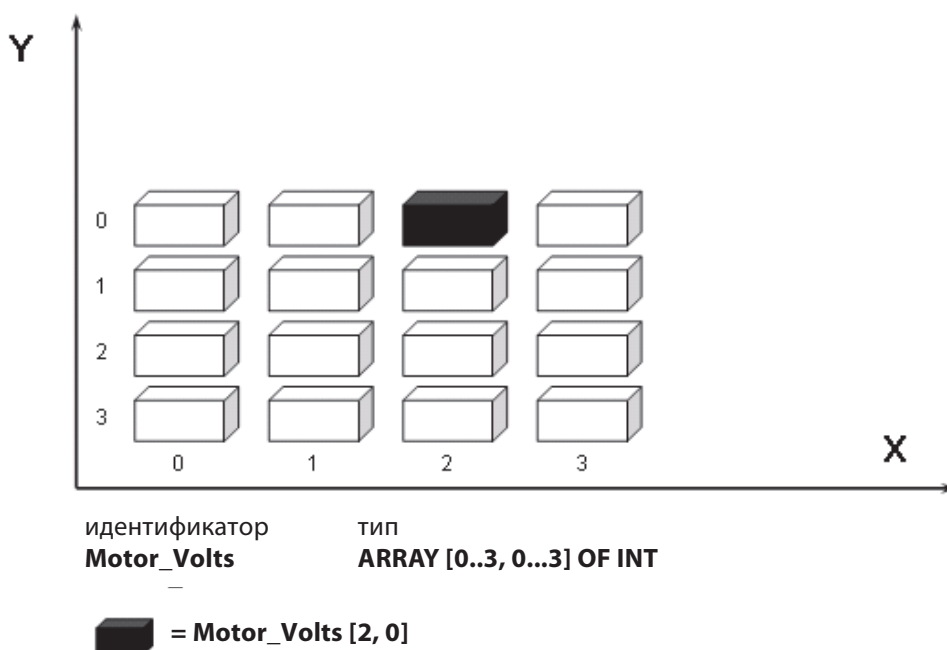 Y
0
1
2
3
0 1 2 3
X
идентификатор тип
Motor_Volts ARRAY [0..3, 0...3] OF INT
= Motor_Volts [2, 0]